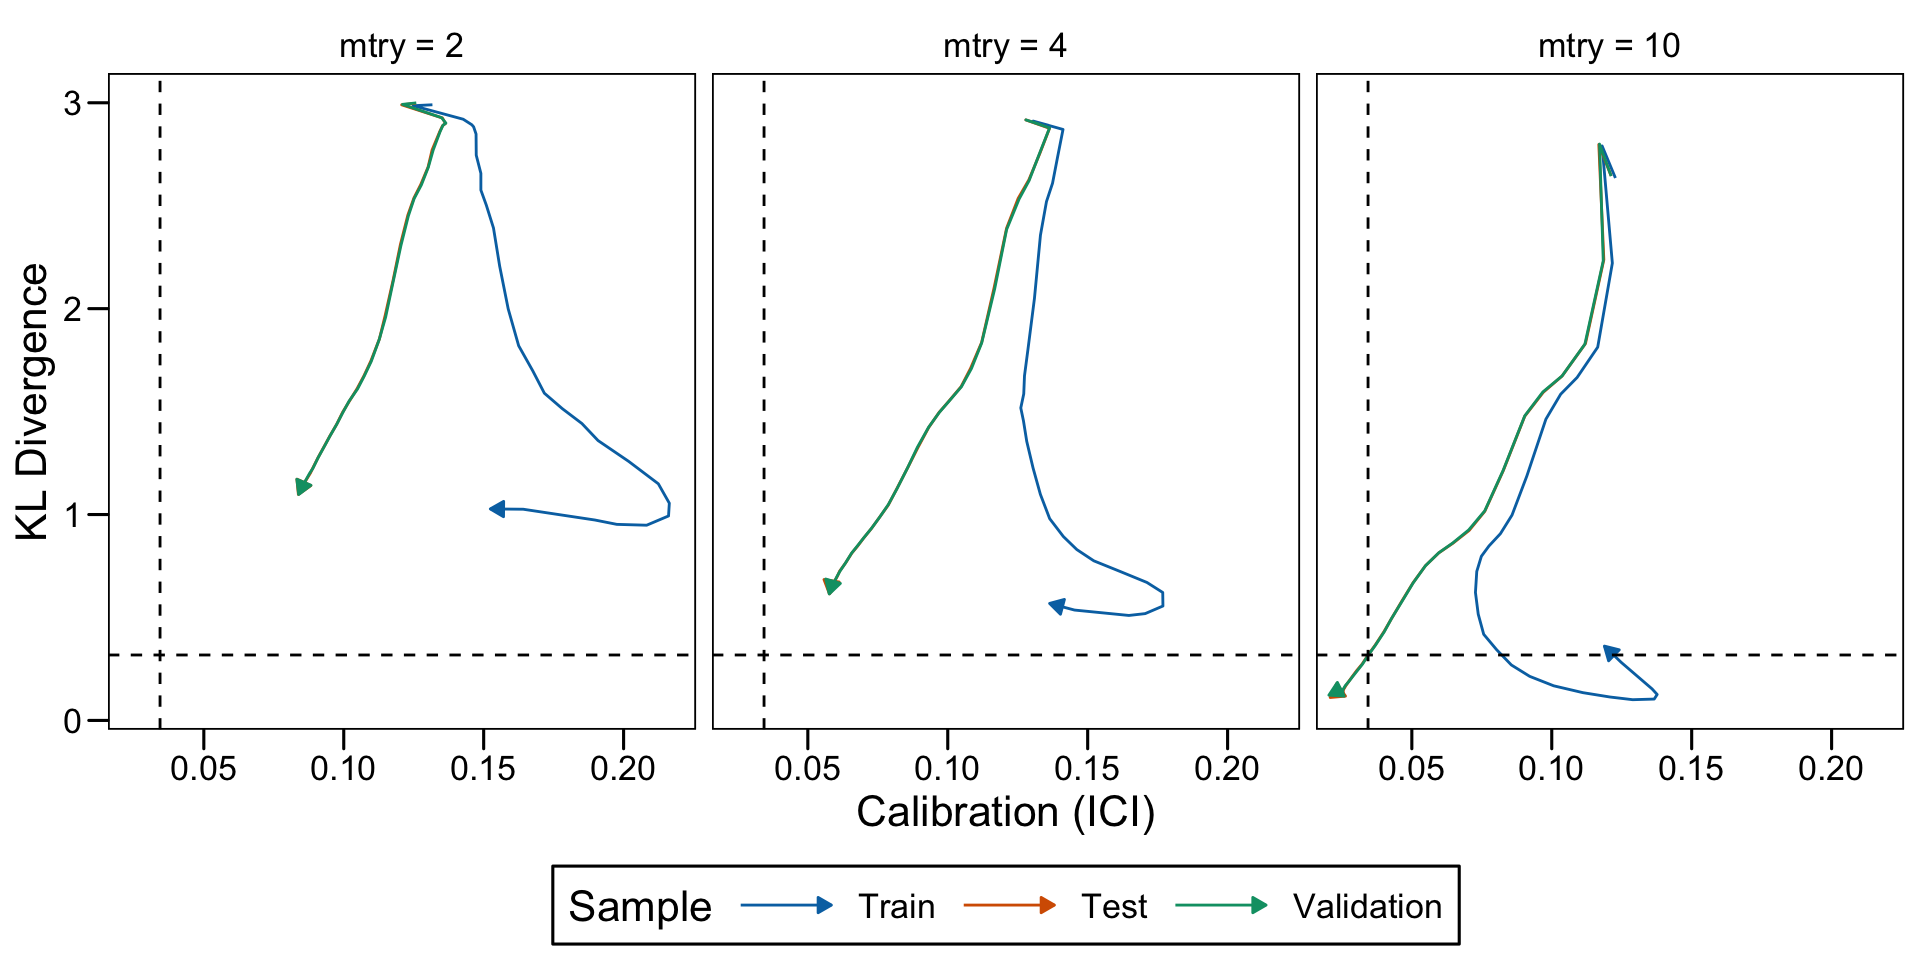 mtry = 2
mtry = 4
mtry = 10
KL Divergence
3
2
1
0
0.05 0.10 0.15 0.20
0.05 0.10 0.15 0.20
0.05 0.10 0.15 0.20
Calibration (ICI)
Sample Train Test Validation